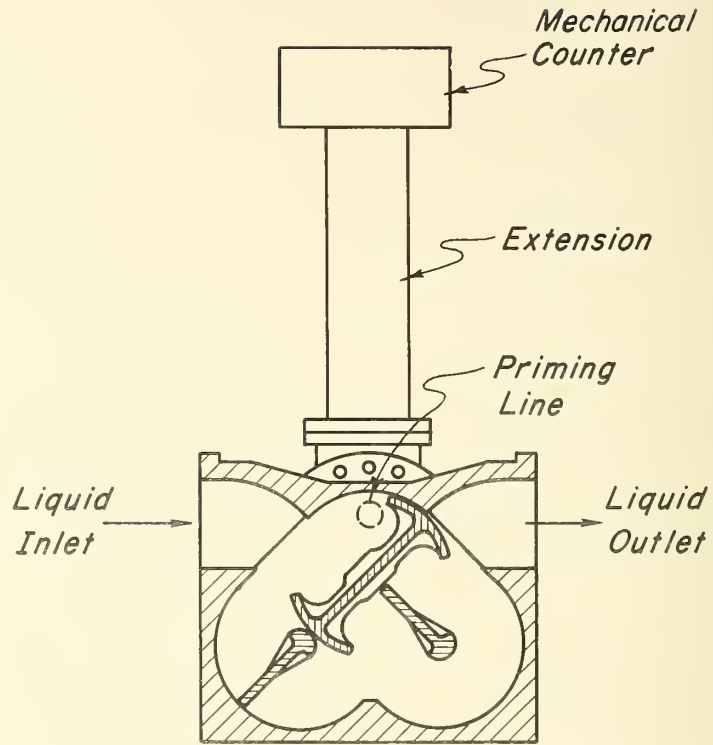 Mechanical
Counter
Extension
Priming
Line
Liquid
Inlet
Liquid
Outlet